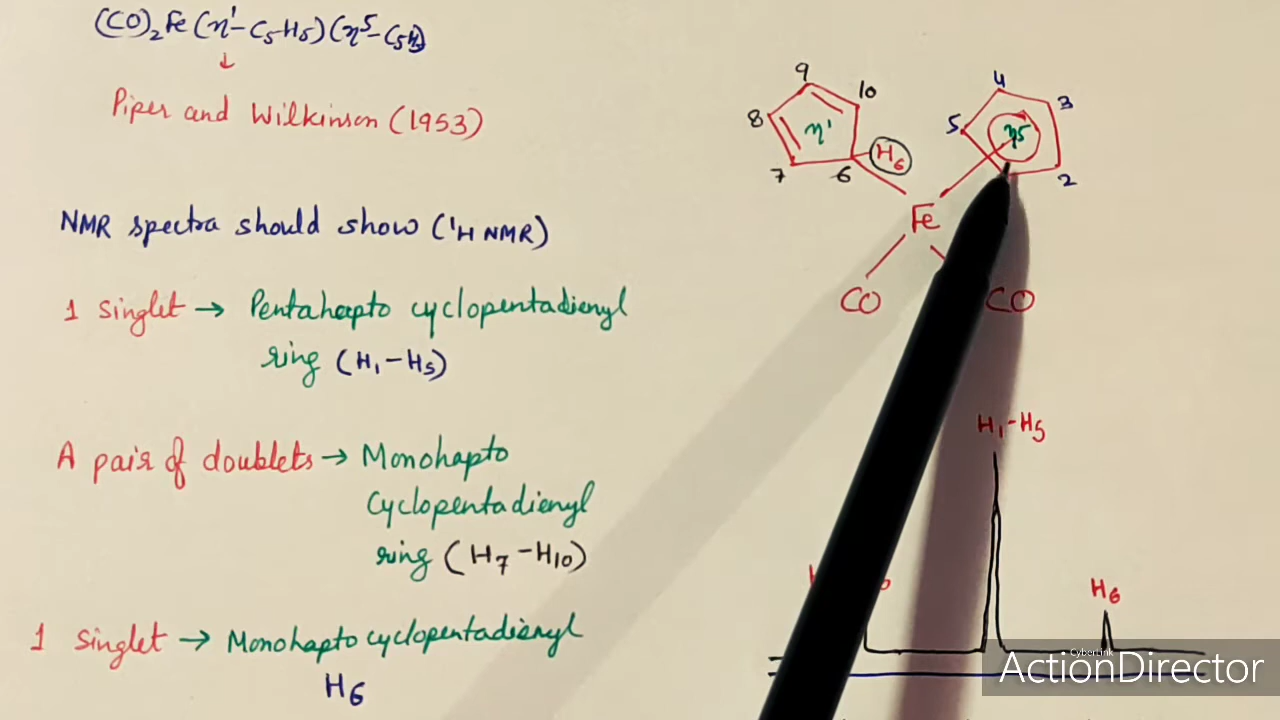 (CO)₂Fe(η¹-C₅H₅)(η⁵-C₅H₅)
Piper and Wilkinson (1953)
NMR spectra should show (¹H NMR)
1 Singlet → Pentahapto cyclopentadienyl
ring (H₁-H₅)
A pair of doublets → Monohapto
Cyclopentadienyl
ring (H₇-H₁₀)
1 Singlet → Monohapto cyclopentadienyl
H₆
9
10
8
η¹
7
6
H₆
4
3
5
η5
2
Fe
CO
CO
H₁-H₅
H₆
CyberLink
ActionDirector